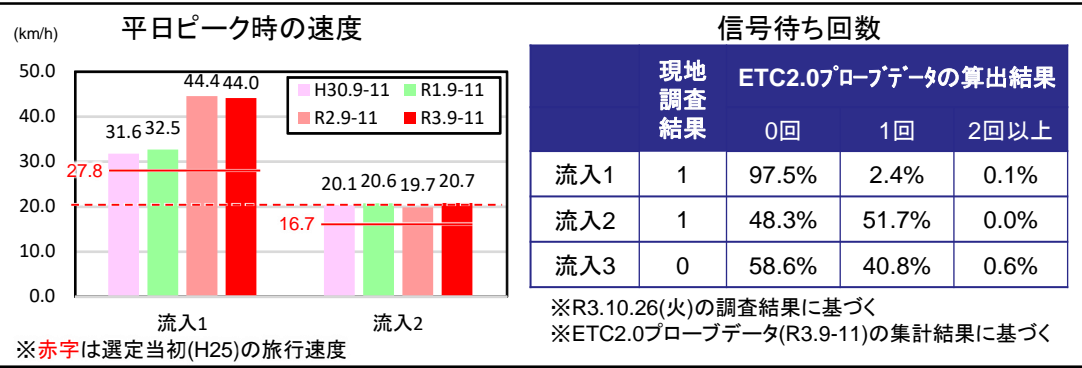 平日ピーク時の速度
(km/h)
50.0
40.0
30.0
20.0
10.0
0.0
H30.9-11
R1.9-11
R2.9-11
R3.9-11
31.6
32.5
44.4
44.0
27.8
20.1
20.6
19.7
20.7
16.7
流入1
流入2
※赤字は選定当初(H25)の旅行速度
信号待ち回数
現地調査結果 ETC2.0プローブデータの算出結果
0回 1回 2回以上
流入1 1 97.5% 2.4% 0.1%
流入2 1 48.3% 51.7% 0.0%
流入3 0 58.6% 40.8% 0.6%
※R3.10.26(火)の調査結果に基づく
※ETC2.0プローブデータ(R3.9-11)の集計結果に基づく